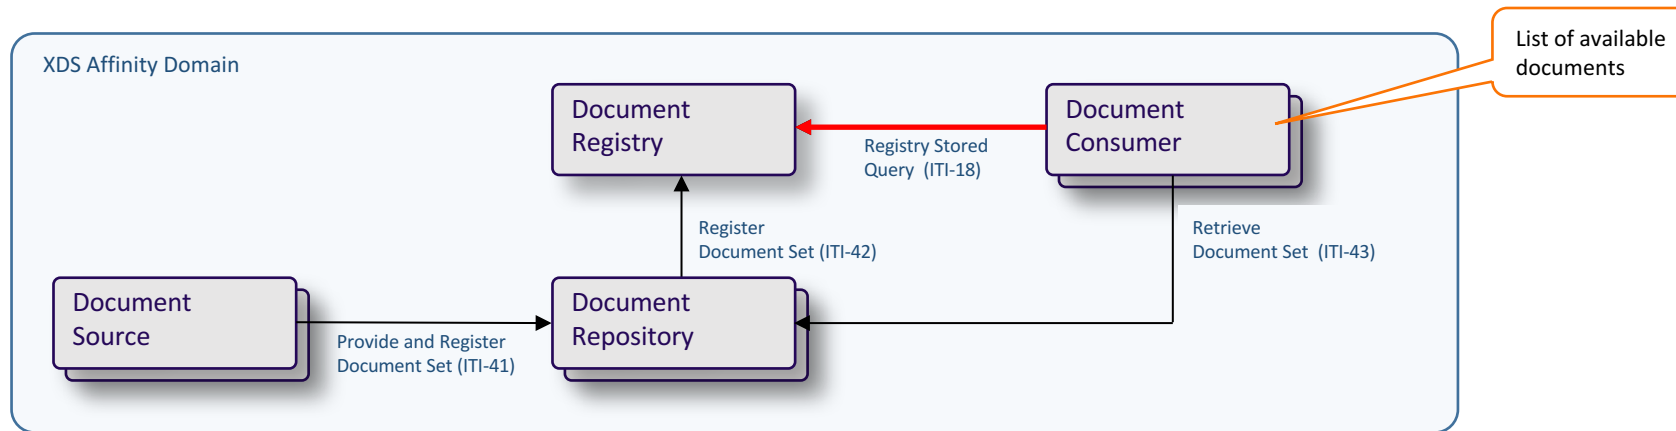 List of available
documents
XDS Affinity Domain
Document
Registry
Document
Consumer
Registry Stored
Query (ITI-18)
Register
Document Set (ITI-42)
Retrieve
Document Set (ITI-43)
Document
Source
Document
Repository
Provide and Register
Document Set (ITI-41)